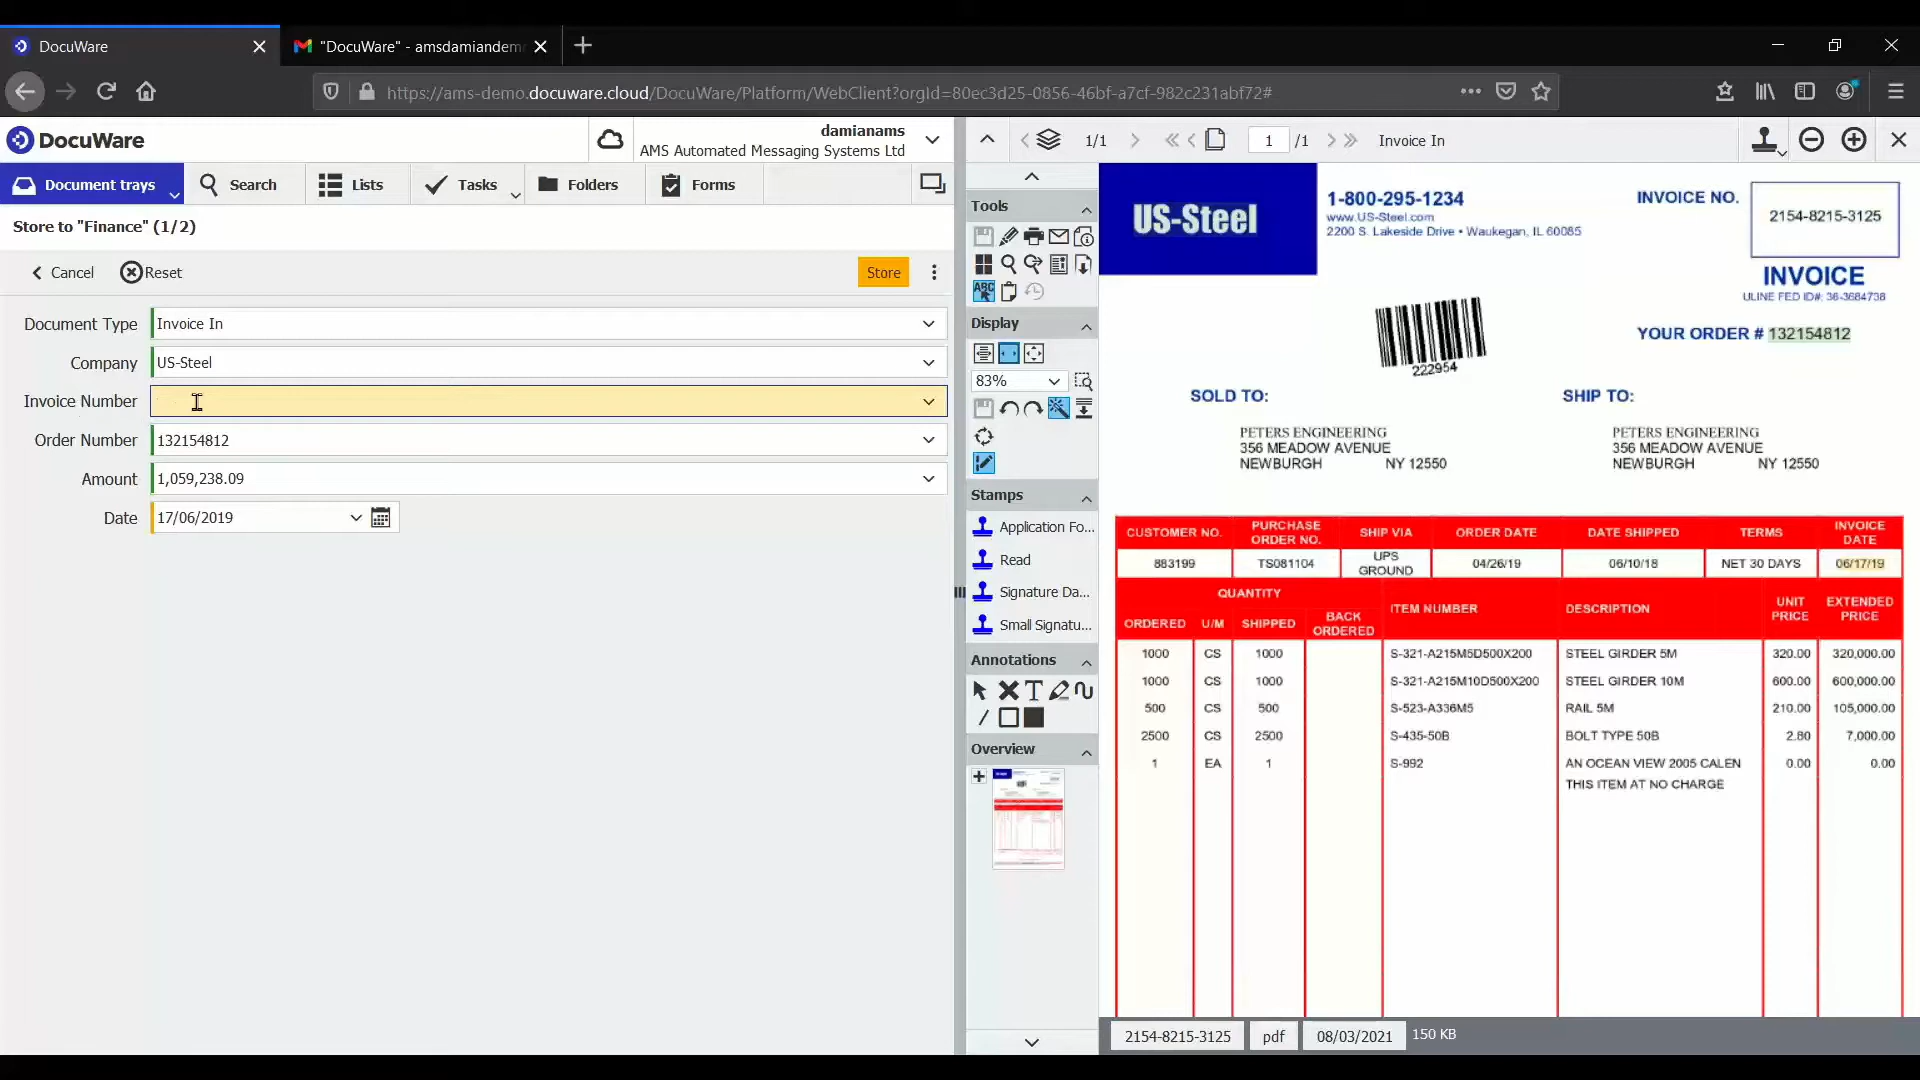 DocuWare
"DocuWare" - amsdamiandem
https://ams-demo.docuware.cloud/DocuWare/Platform/WebClient?orgId=80ec3d25-0856-46bf-a7cf-982c231abf72#
DocuWare
damianams
AMS Automated Messaging Systems Ltd
Document trays
Search
Lists
Tasks
Folders
Forms
Store to "Finance" (1/2)
Cancel
Reset
Store
Document Type
Invoice In
Company
US-Steel
Invoice Number
Order Number
132154812
Amount
1,059,238.09
Date
17/06/2019
1/1
1
/1
Invoice In
Tools
ABC
Display
83%
Stamps
Application Fo...
Read
Signature Da...
Small Signatu...
Annotations
T
Overview
US-Steel
1-800-295-1234
www.US-Steel.com
2200 S. Lakeside Drive • Waukegan, IL 60085
INVOICE NO.
2154-8215-3125
INVOICE
ULINE FED ID#: 36-3684738
222954
YOUR ORDER # 132154812
SOLD TO:
PETERS ENGINEERING
356 MEADOW AVENUE
NEWBURGH NY 12550
SHIP TO:
PETERS ENGINEERING
356 MEADOW AVENUE
NEWBURGH NY 12550
CUSTOMER NO.
PURCHASE
ORDER NO.
SHIP VIA
ORDER DATE
DATE SHIPPED
TERMS
INVOICE
DATE
883199
TS081104
UPS
GROUND
04/26/19
06/10/18
NET 30 DAYS
06/17/19
QUANTITY
ORDERED
U/M
SHIPPED
BACK
ORDERED
ITEM NUMBER
DESCRIPTION
UNIT
PRICE
EXTENDED
PRICE
1000 CS 1000 S-321-A215M5D500X200 STEEL GIRDER 5M 320.00 320,000.00
1000 CS 1000 S-321-A215M10D500X200 STEEL GIRDER 10M 600.00 600,000.00
500 CS 500 S-523-A336M5 RAIL 5M 210.00 105,000.00
2500 CS 2500 S-435-50B BOLT TYPE 50B 2.80 7,000.00
1 EA 1 S-992 AN OCEAN VIEW 2005 CALEN 0.00 0.00
THIS ITEM AT NO CHARGE
2154-8215-3125
pdf
08/03/2021
150 KB